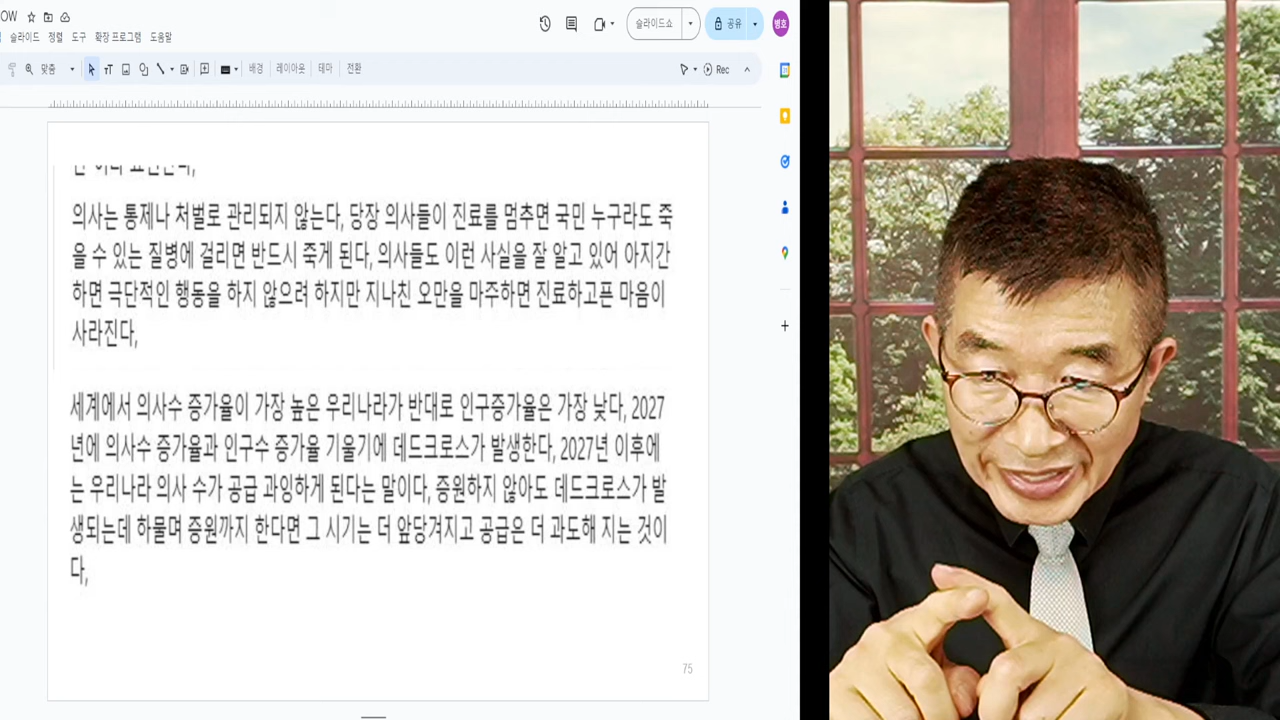 OW
슬라이드 정렬 도구 확장 프로그램 도움말
슬라이드쇼
공유
병호
맞춤
배경 레이아웃 테마 전환
Rec
의사는 통제나 처벌로 관리되지 않는다, 당장 의사들이 진료를 멈추면 국민 누구라도 죽
을 수 있는 질병에 걸리면 반드시 죽게 된다, 의사들도 이런 사실을 잘 알고 있어 아지간
하면 극단적인 행동을 하지 않으려 하지만 지나친 오만을 마주하면 진료하고픈 마음이
사라진다,
세계에서 의사수 증가율이 가장 높은 우리나라가 반대로 인구증가율은 가장 낮다, 2027
년에 의사수 증가율과 인구수 증가율 기울기에 데드크로스가 발생한다, 2027년 이후에
는 우리나라 의사 수가 공급 과잉하게 된다는 말이다, 증원하지 않아도 데드크로스가 발
생되는데 하물며 증원까지 한다면 그 시기는 더 앞당겨지고 공급은 더 과도해 지는 것이
다,
75